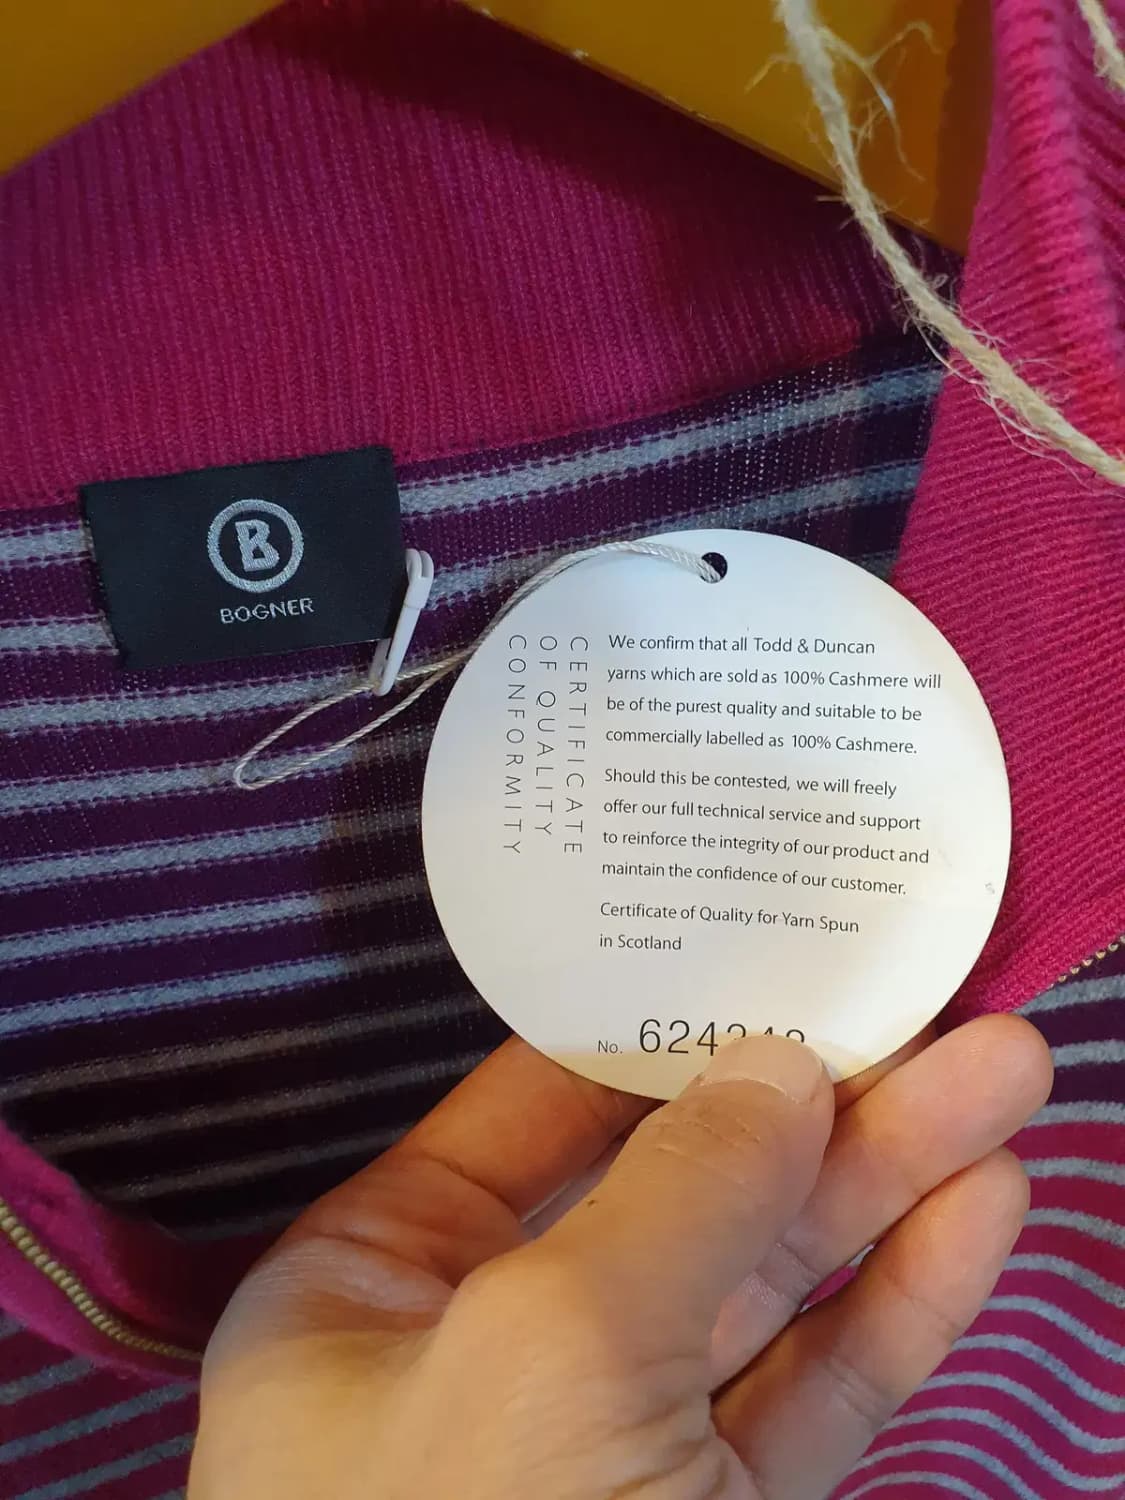 B
BOGNER
CERTIFICATE
OF QUALITY
CONFORMITY
We confirm that all Todd & Duncan
yarns which are sold as 100% Cashmere will
be of the purest quality and suitable to be
commercially labelled as 100% Cashmere.
Should this be contested, we will freely
offer our full technical service and support
to reinforce the integrity of our product and
maintain the confidence of our customer.
Certificate of Quality for Yarn Spun
in Scotland
No.